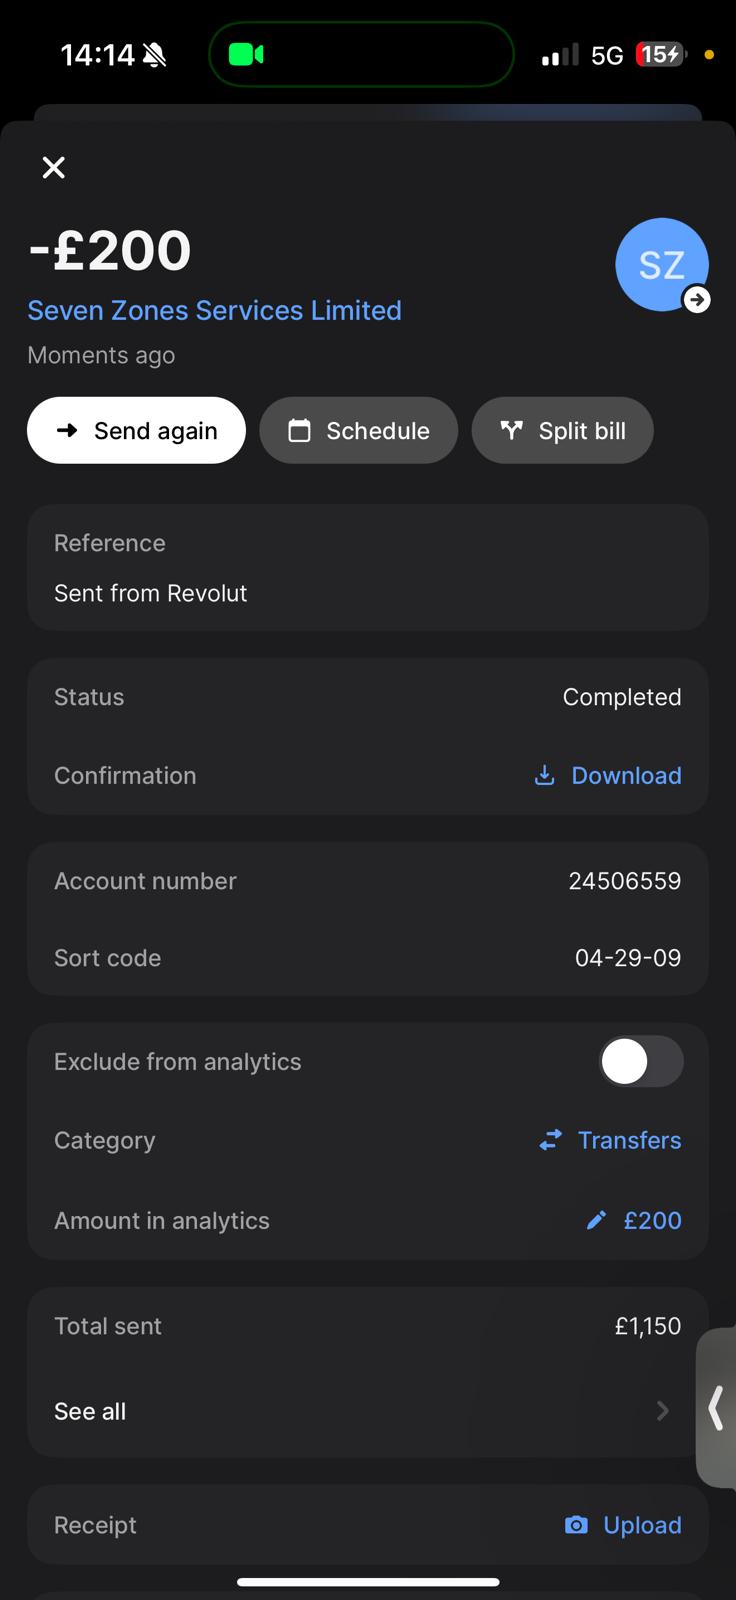 14:14
5G
15
-£200
SZ
Seven Zones Services Limited
Moments ago
Send again
Schedule
Split bill
Reference
Sent from Revolut
Status Completed
Confirmation Download
Account number 24506559
Sort code 04-29-09
Exclude from analytics
Category Transfers
Amount in analytics £200
Total sent £1,150
See all
Receipt Upload